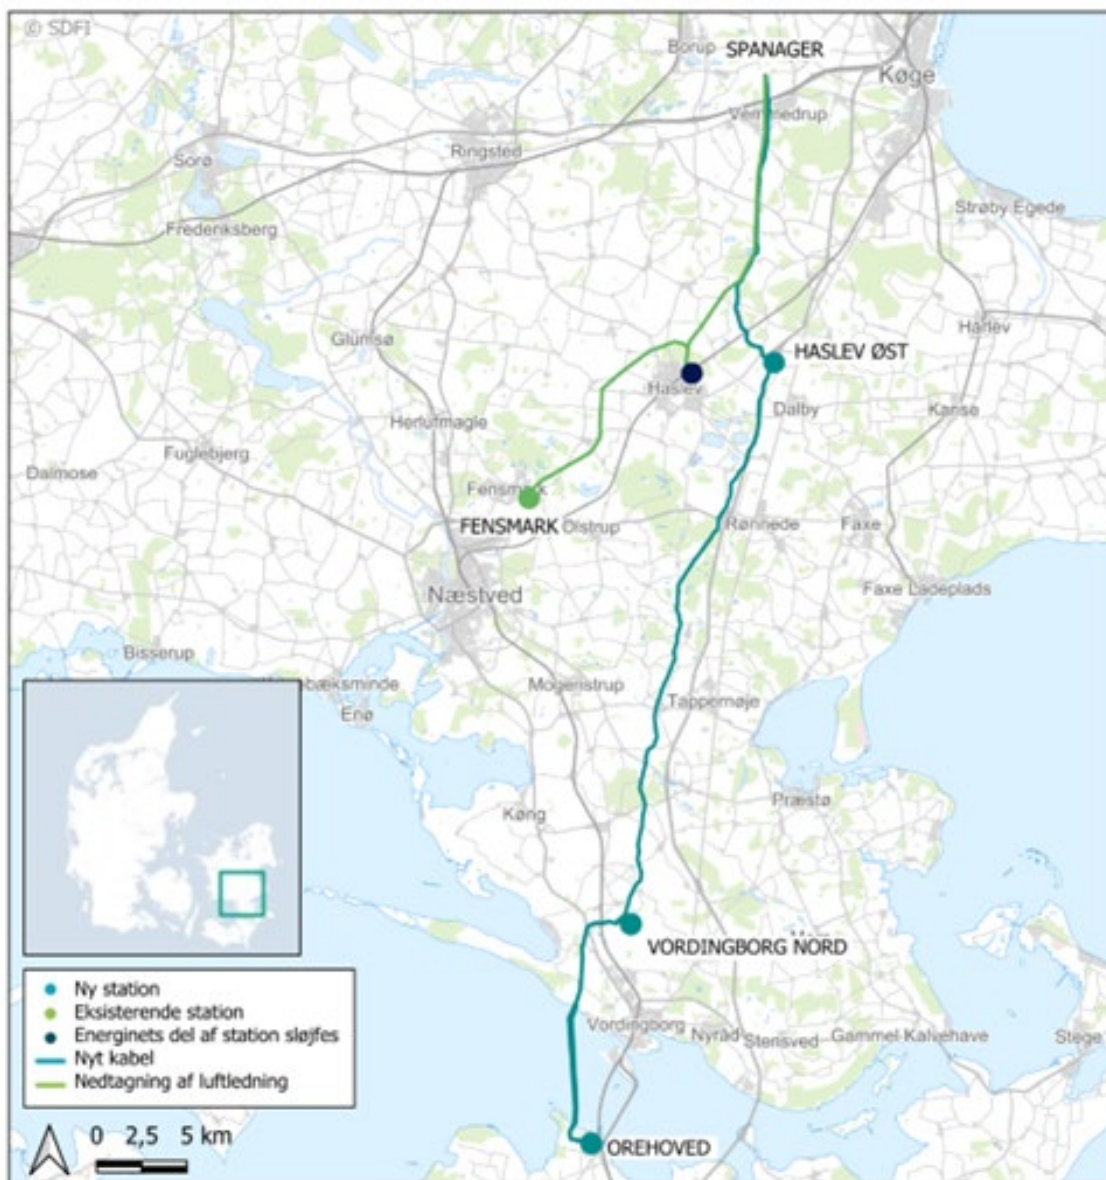 © SDFI
Borup
SPANAGER
Køge
Vemmedrup
Ringsted
Sorø
Strøby Egede
Frederiksberg
Hårlev
Glumsø
HASLEV ØST
Haslev
Dalby
Karise
Herlufmagle
Fuglebjerg
Dalmose
Fensmark
FENSMARK
Olstrup
Rønnede
Faxe
Næstved
Faxe Ladeplads
Bisserup
bæksminde
Mogenstrup
Enø
Tappernøje
Præstø
Køng
VORDINGBORG NORD
Ny station
Eksisterende station
Energinets del af station sløjfes
Nyt kabel
Nedtagning af luftledning
Vordingborg
Nyråd
Stensved
Gammel Kalvehave
Stege
0 2,5 5 km
OREHOVED